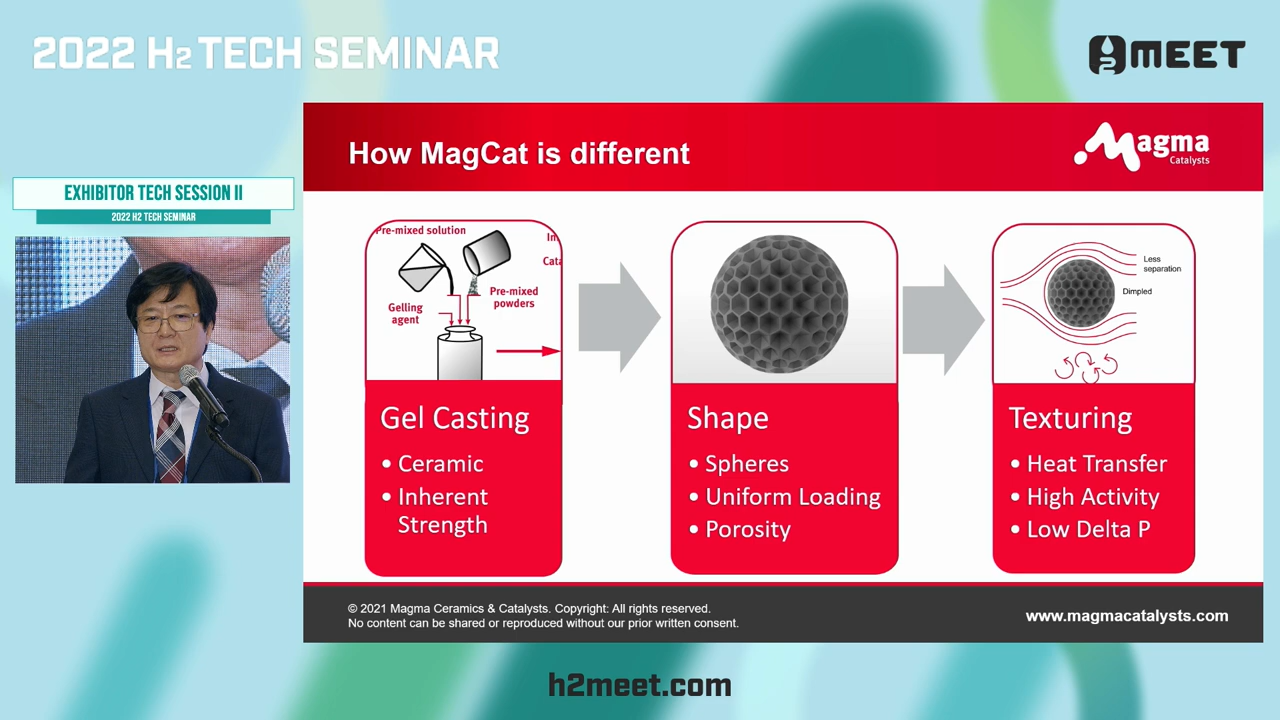 2022 H2 TECH SEMINAR
MEET
EXHIBITOR TECH SESSION II
2022 H2 TECH SEMINAR
How MagCat is different
Magma
Catalysts
Pre-mixed solution
Pre-mixed
powders
Gelling
agent
Gel Casting
• Ceramic
• Inherent
Strength
Shape
• Spheres
• Uniform Loading
• Porosity
Less
separation
Dimpled
Texturing
• Heat Transfer
• High Activity
• Low Delta P
© 2021 Magma Ceramics & Catalysts. Copyright: All rights reserved.
No content can be shared or reproduced without our prior written consent.
www.magmacatalysts.com
h2meet.com